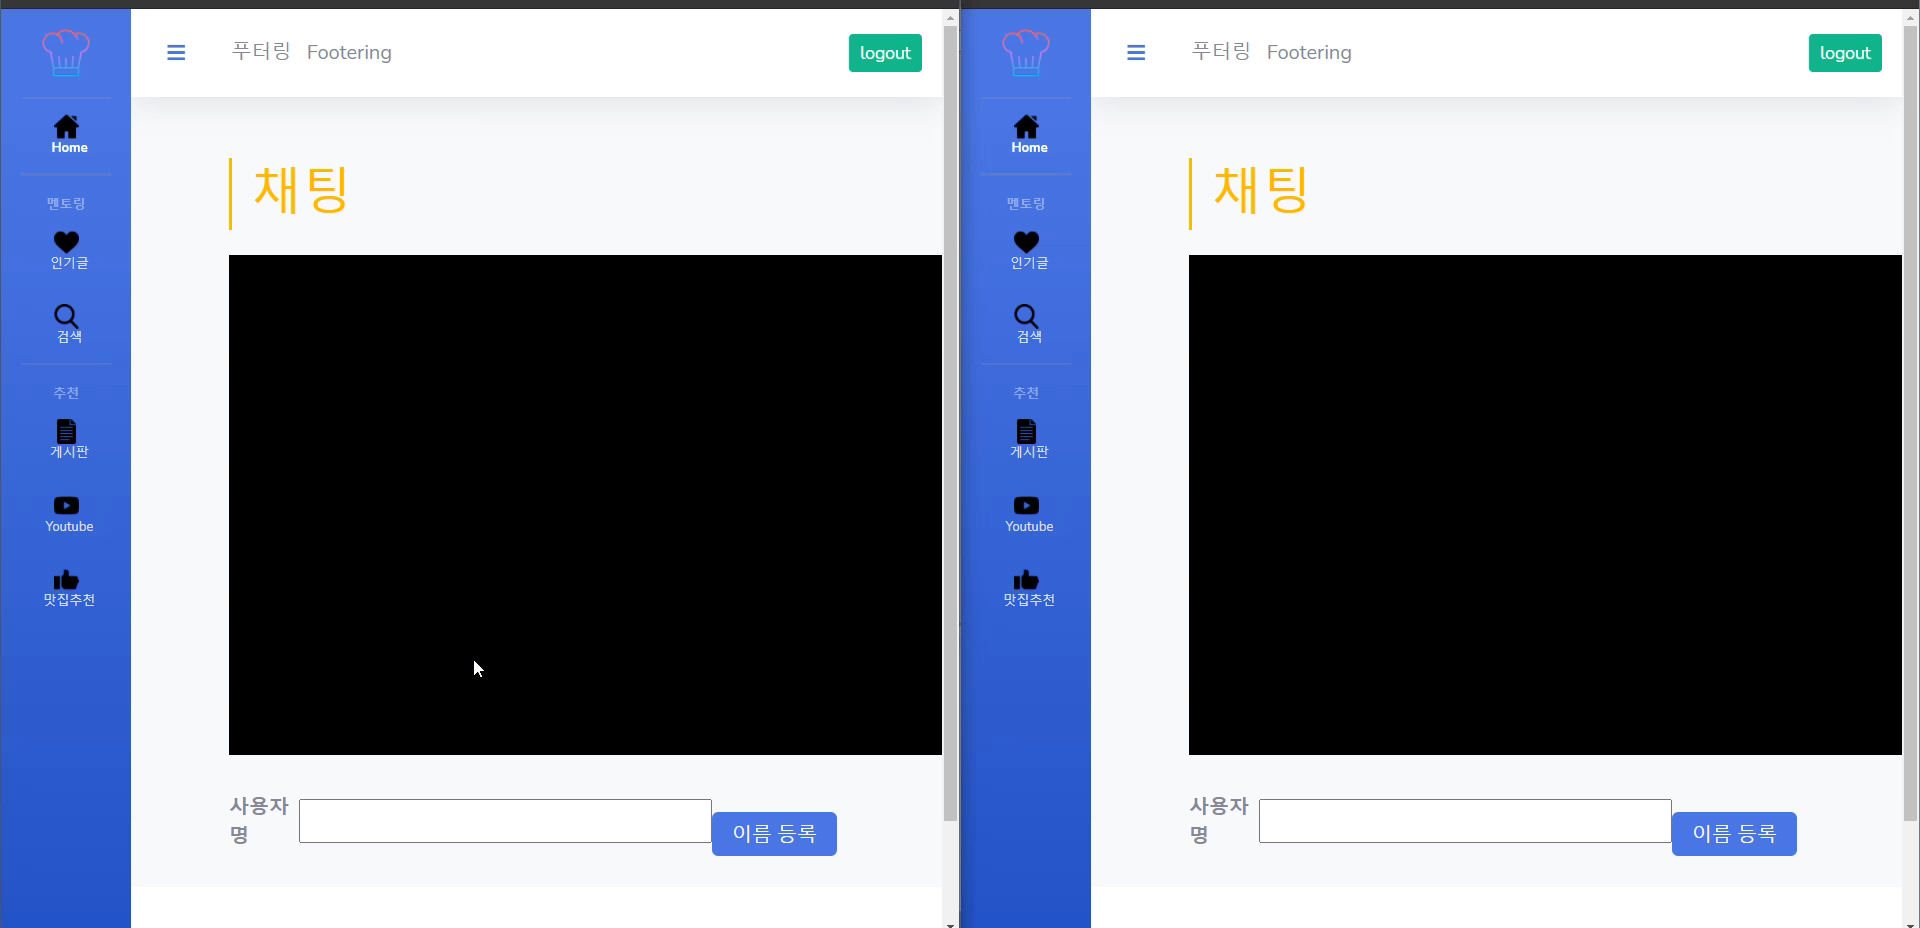 푸터링 Footering
logout
Home
멘토링
인기글
검색
추천
게시판
Youtube
맛집추천
채팅
사용자
명
이름 등록
푸터링 Footering
logout
Home
멘토링
인기글
검색
추천
게시판
Youtube
맛집추천
채팅
사용자
명
이름 등록